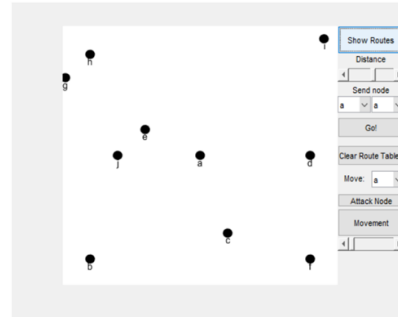 i
h
g
e
j
a
d
c
b
f
Show Routes
Distance
Send node
a a
Go!
Clear Route Table
Move: a
Attack Node
Movement